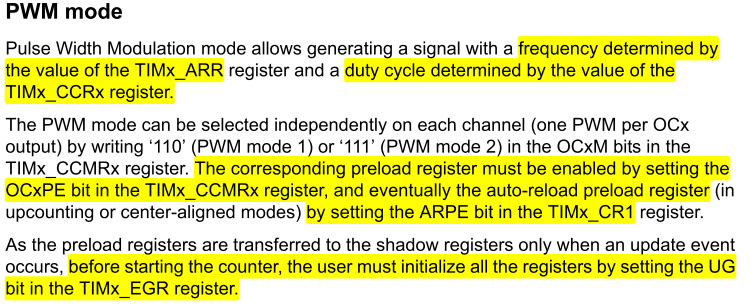 PWM mode
Pulse Width Modulation mode allows generating a signal with a frequency determined by
the value of the TIMx_ARR register and a duty cycle determined by the value of the
TIMx_CCRx register.
The PWM mode can be selected independently on each channel (one PWM per OCx
output) by writing ‘110’ (PWM mode 1) or ‘111’ (PWM mode 2) in the OCxM bits in the
TIMx_CCMRx register. The corresponding preload register must be enabled by setting the
OCxPE bit in the TIMx_CCMRx register, and eventually the auto-reload preload register (in
upcounting or center-aligned modes) by setting the ARPE bit in the TIMx_CR1 register.
As the preload registers are transferred to the shadow registers only when an update event
occurs, before starting the counter, the user must initialize all the registers by setting the UG
bit in the TIMx_EGR register.